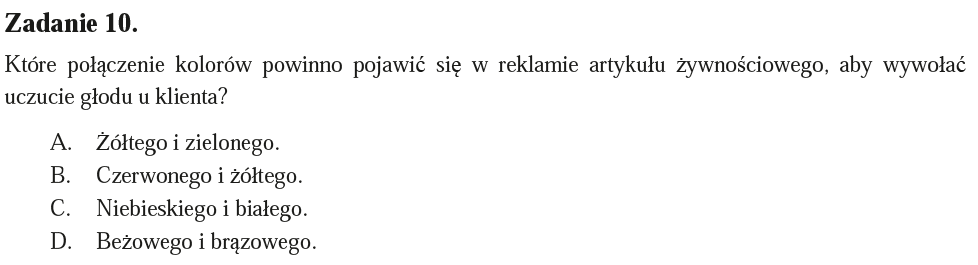 Zadanie 10.
Które połączenie kolorów powinno pojawić się w reklamie artykułu żywnościowego, aby wywołać
uczucie głodu u klienta?
A. Żółtego i zielonego.
B. Czerwonego i żółtego.
C. Niebieskiego i białego.
D. Beżowego i brązowego.